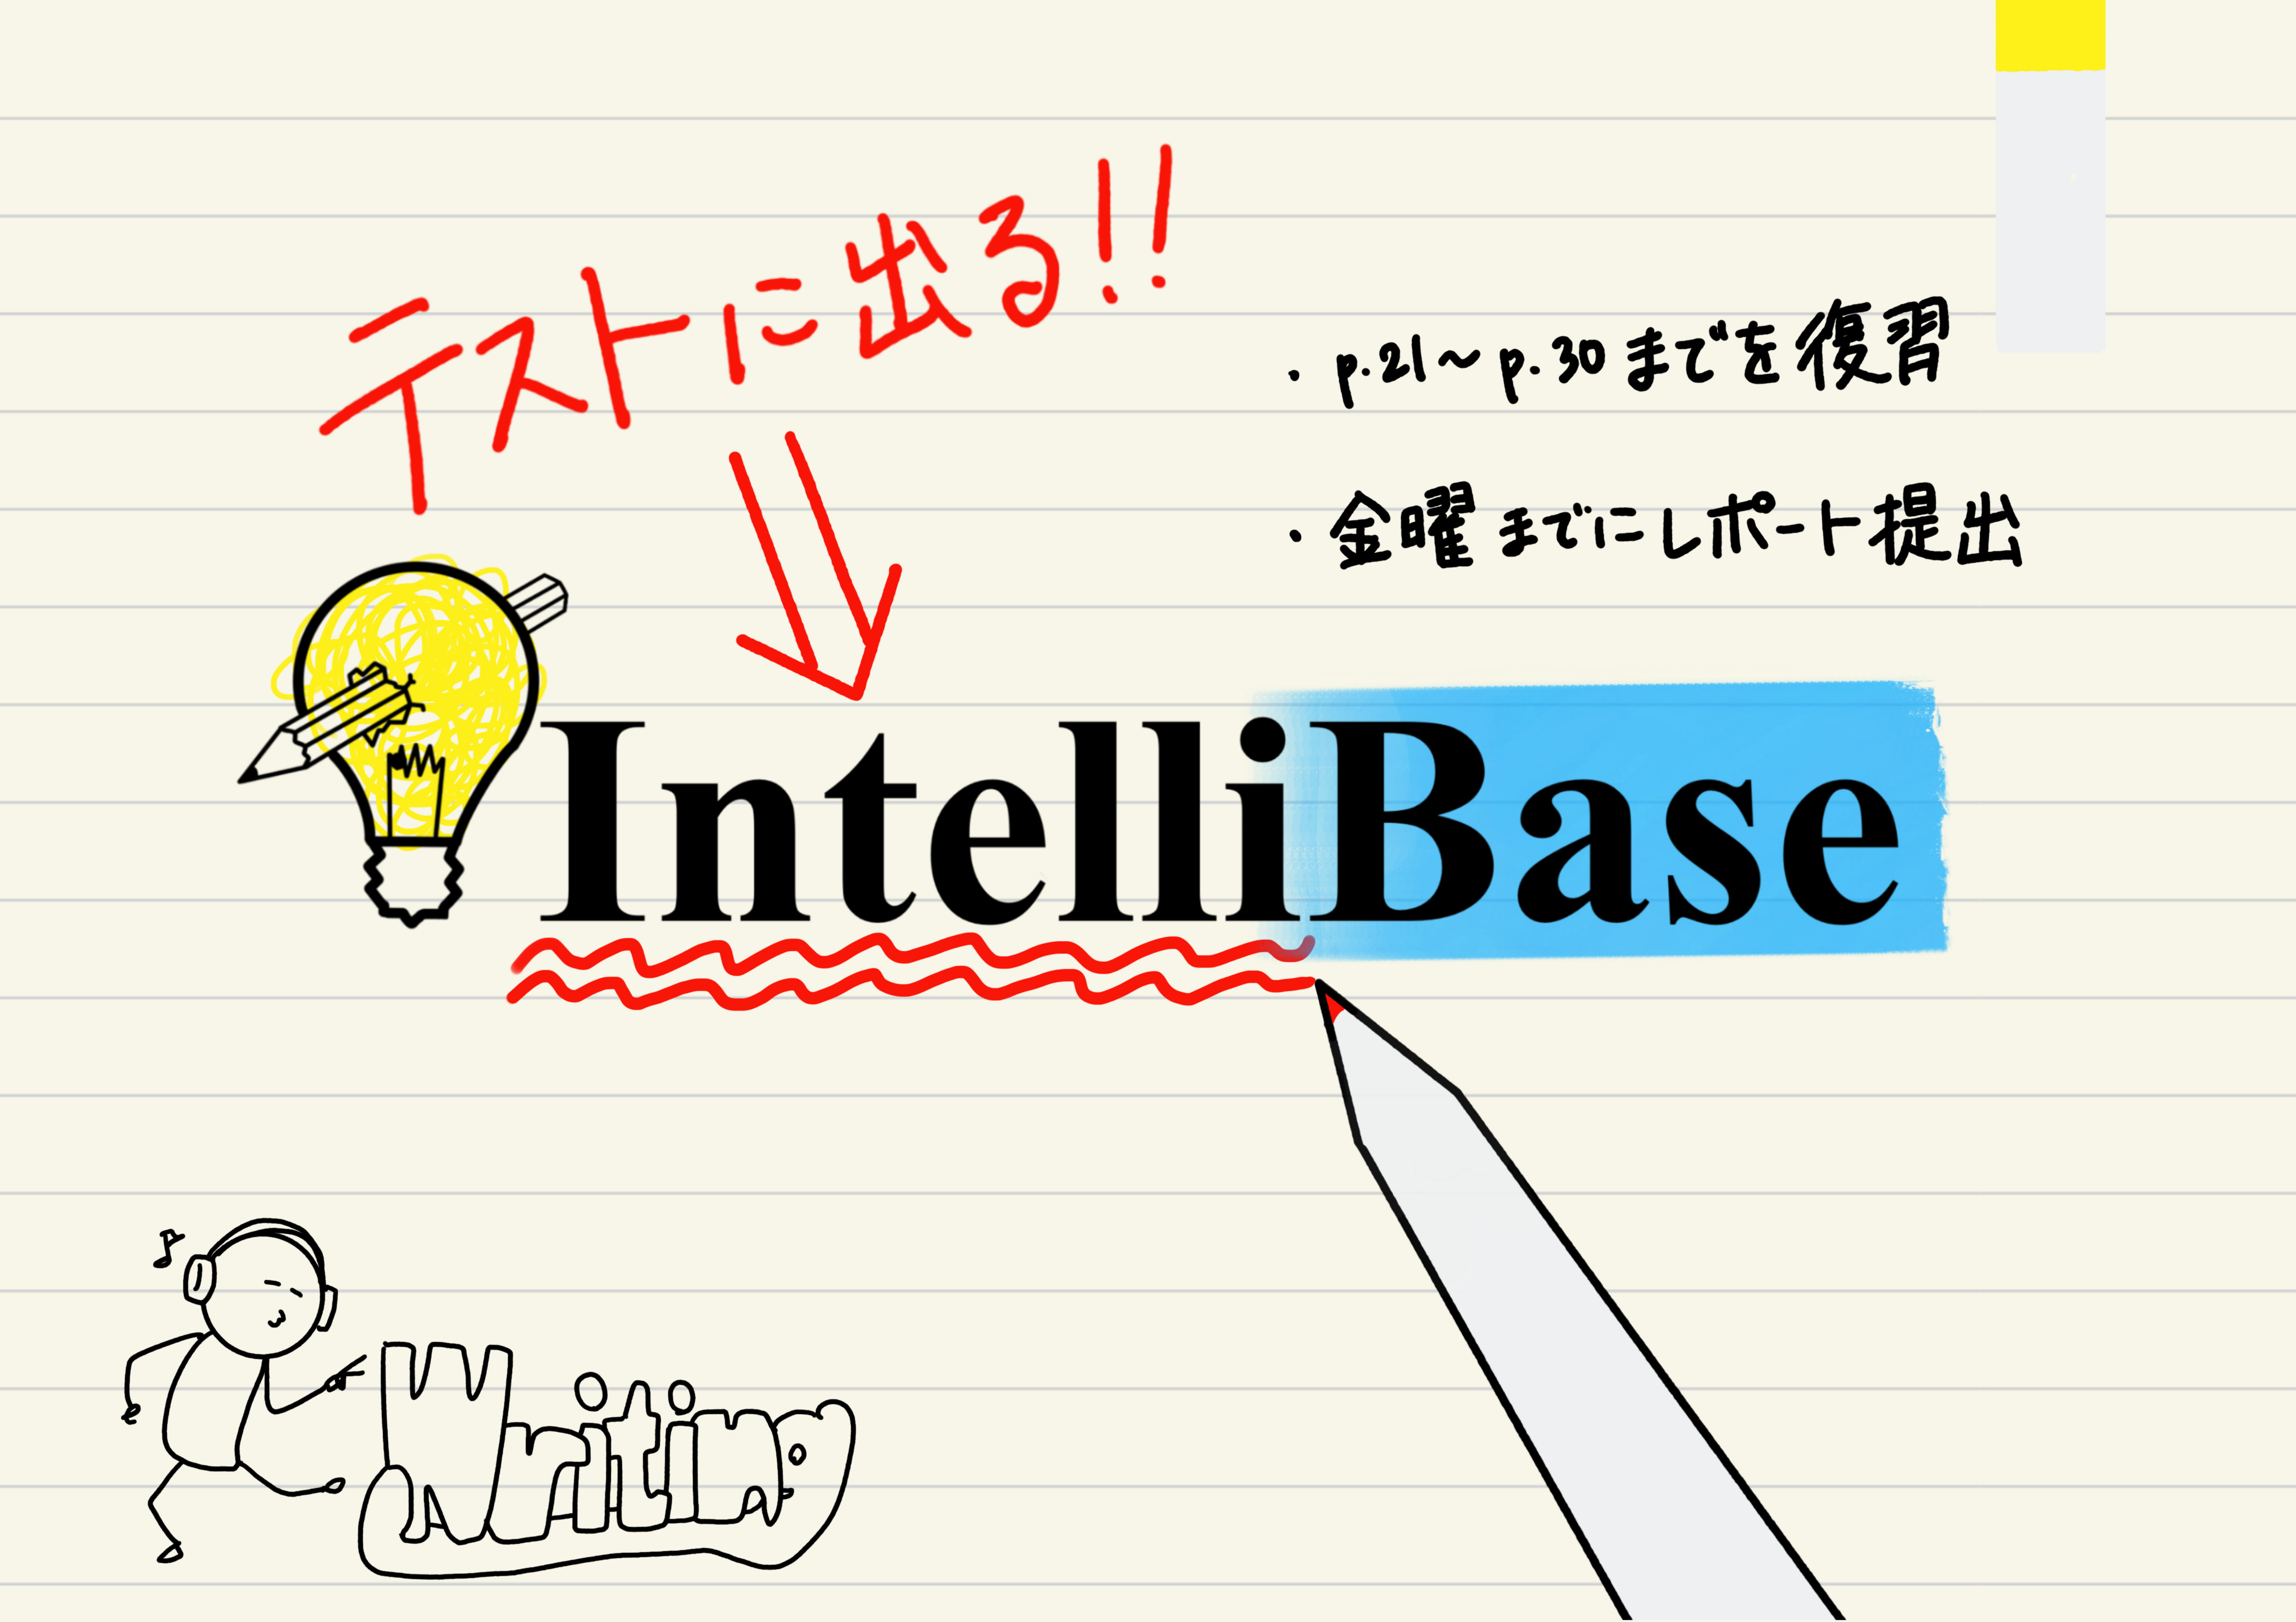 テストに出る!!
・p.21～p.30までを復習
・金曜までにレポート提出
IntelliBase
Writing